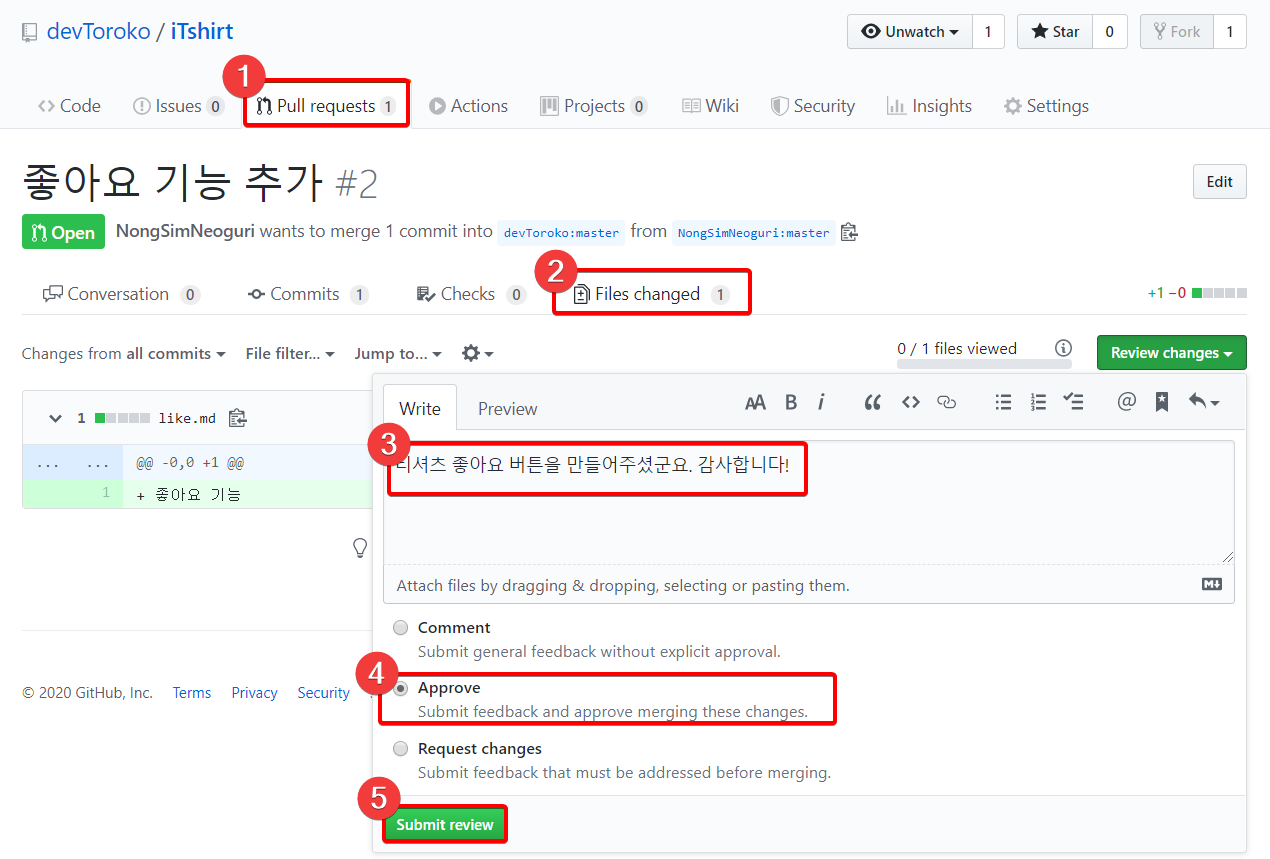 devToroko / iTshirt
Unwatch 1 Star 0 Fork 1
1
Code Issues 0 Pull requests 1 Actions Projects 0 Wiki Security Insights Settings
좋아요 기능 추가 #2
Edit
Open NongSimNeoguri wants to merge 1 commit into devToroko:master from NongSimNeoguri:master
2
Conversation 0 Commits 1 Checks 0 Files changed 1 +1 −0
Changes from all commits File filter... Jump to... 0 / 1 files viewed Review changes
1 like.md
... ... @@ -0,0 +1 @@
1 + 좋아요 기능
Write Preview AA B i
3
티셔츠 좋아요 버튼을 만들어주셨군요. 감사합니다!
Attach files by dragging & dropping, selecting or pasting them. M↓
Comment
Submit general feedback without explicit approval.
4
Approve
Submit feedback and approve merging these changes.
Request changes
Submit feedback that must be addressed before merging.
5
Submit review
© 2020 GitHub, Inc. Terms Privacy Security